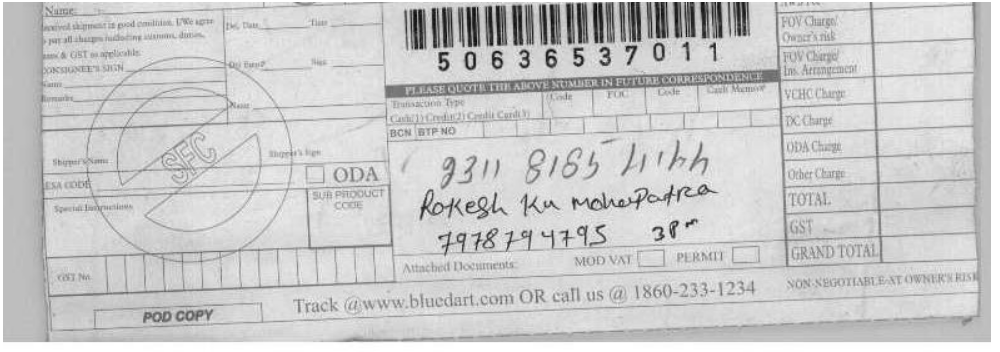 Name:
Received shipment in good condition. I/We agree
to pay all charges including customs, duties,
taxes & GST as applicable.
CONSIGNEE'S SIGN
Name
Remarks
Del. Date Time
Del Emp# Sign
Name
SFC
Shipper's Name Shipper's Sign
ESA CODE
ODA
Special Instructions
SUB PRODUCT
CODE
GST No.
POD COPY
50636537011
PLEASE QUOTE THE ABOVE NUMBER IN FUTURE CORRESPONDENCE
Transaction Type Code FOC Code Cash Memo#
Cash(1) Credit(2) Credit Card(3)
BCN BTP NO
9311 8165
Rakesh Ku Mohapatra
7978794795 3pm
Attached Documents: MOD VAT PERMIT
Track @www.bluedart.com OR call us @ 1860-233-1234
FOV Charge/
Owner's risk
FOV Charge/
Ins. Arrangement
VCHC Charge
DC Charge
ODA Charge
Other Charge
TOTAL
GST
GRAND TOTAL
NON-NEGOTIABLE-AT OWNER'S RISK